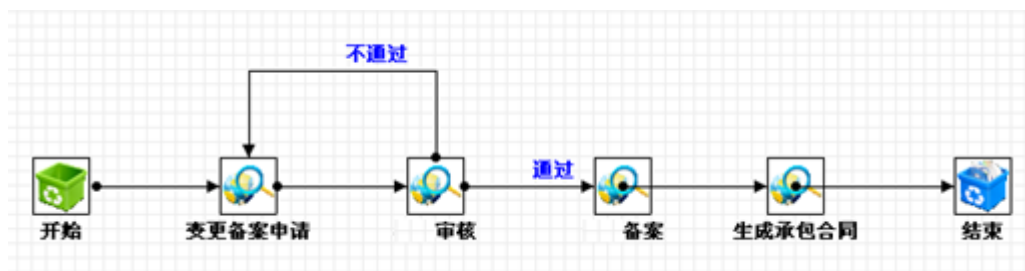 不通过
通过
开始
变更备案申请
审核
备案
生成承包合同
结束